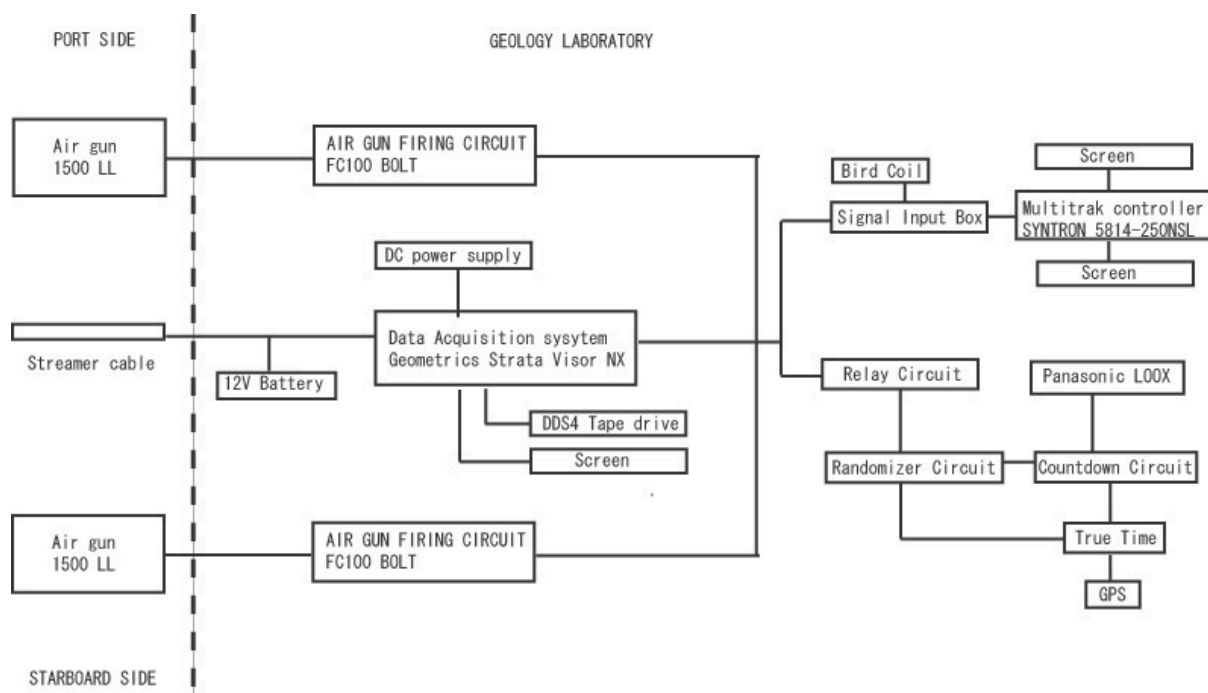 PORT SIDE
GEOLOGY LABORATORY
Air gun
1500 LL
AIR GUN FIRING CIRCUIT
FC100 BOLT
Bird Coil
Screen
Signal Input Box
Multitrak controller
SYNTRON 5814-250NSL
Screen
DC power supply
Data Acquisition sysytem
Geometrics Strata Visor NX
Streamer cable
12V Battery
Relay Circuit
Panasonic LOOX
DDS4 Tape drive
Screen
Randomizer Circuit
Countdown Circuit
Air gun
1500 LL
AIR GUN FIRING CIRCUIT
FC100 BOLT
True Time
GPS
STARBOARD SIDE